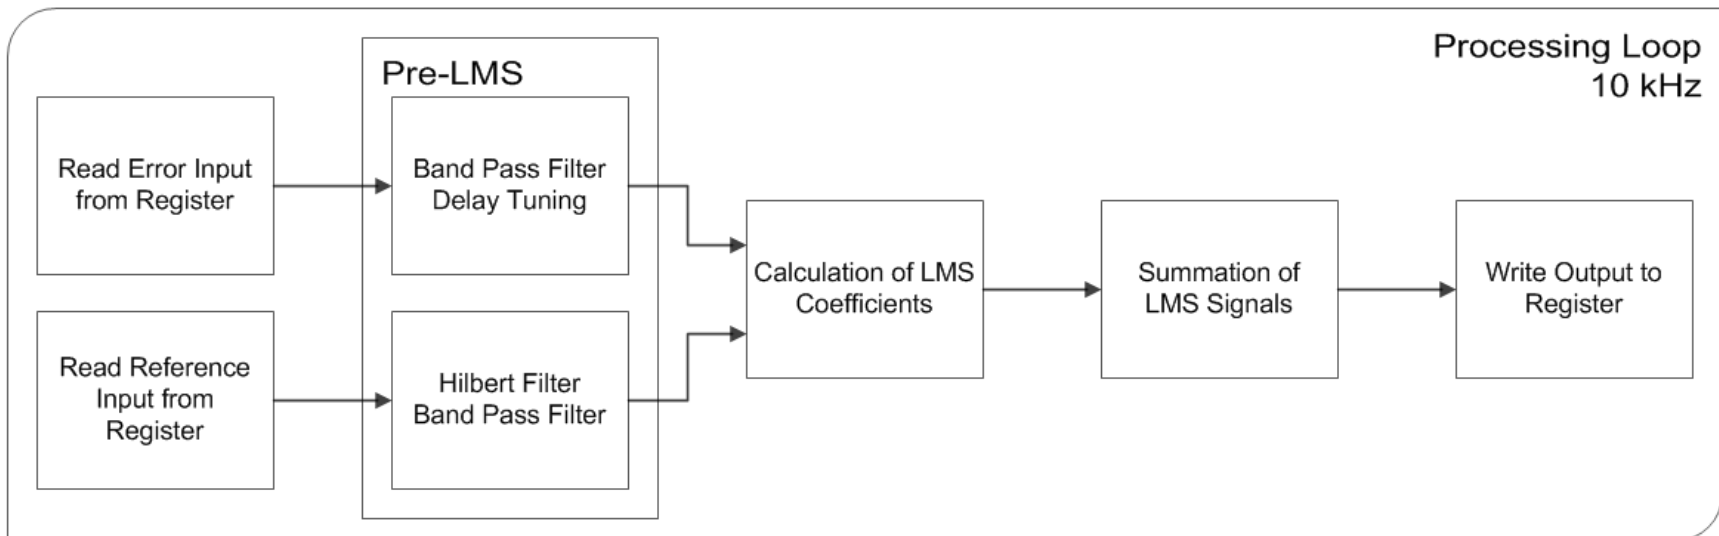 Processing Loop
10 kHz
Pre-LMS
Read Error Input
from Register
Band Pass Filter
Delay Tuning
Read Reference
Input from
Register
Hilbert Filter
Band Pass Filter
Calculation of LMS
Coefficients
Summation of
LMS Signals
Write Output to
Register